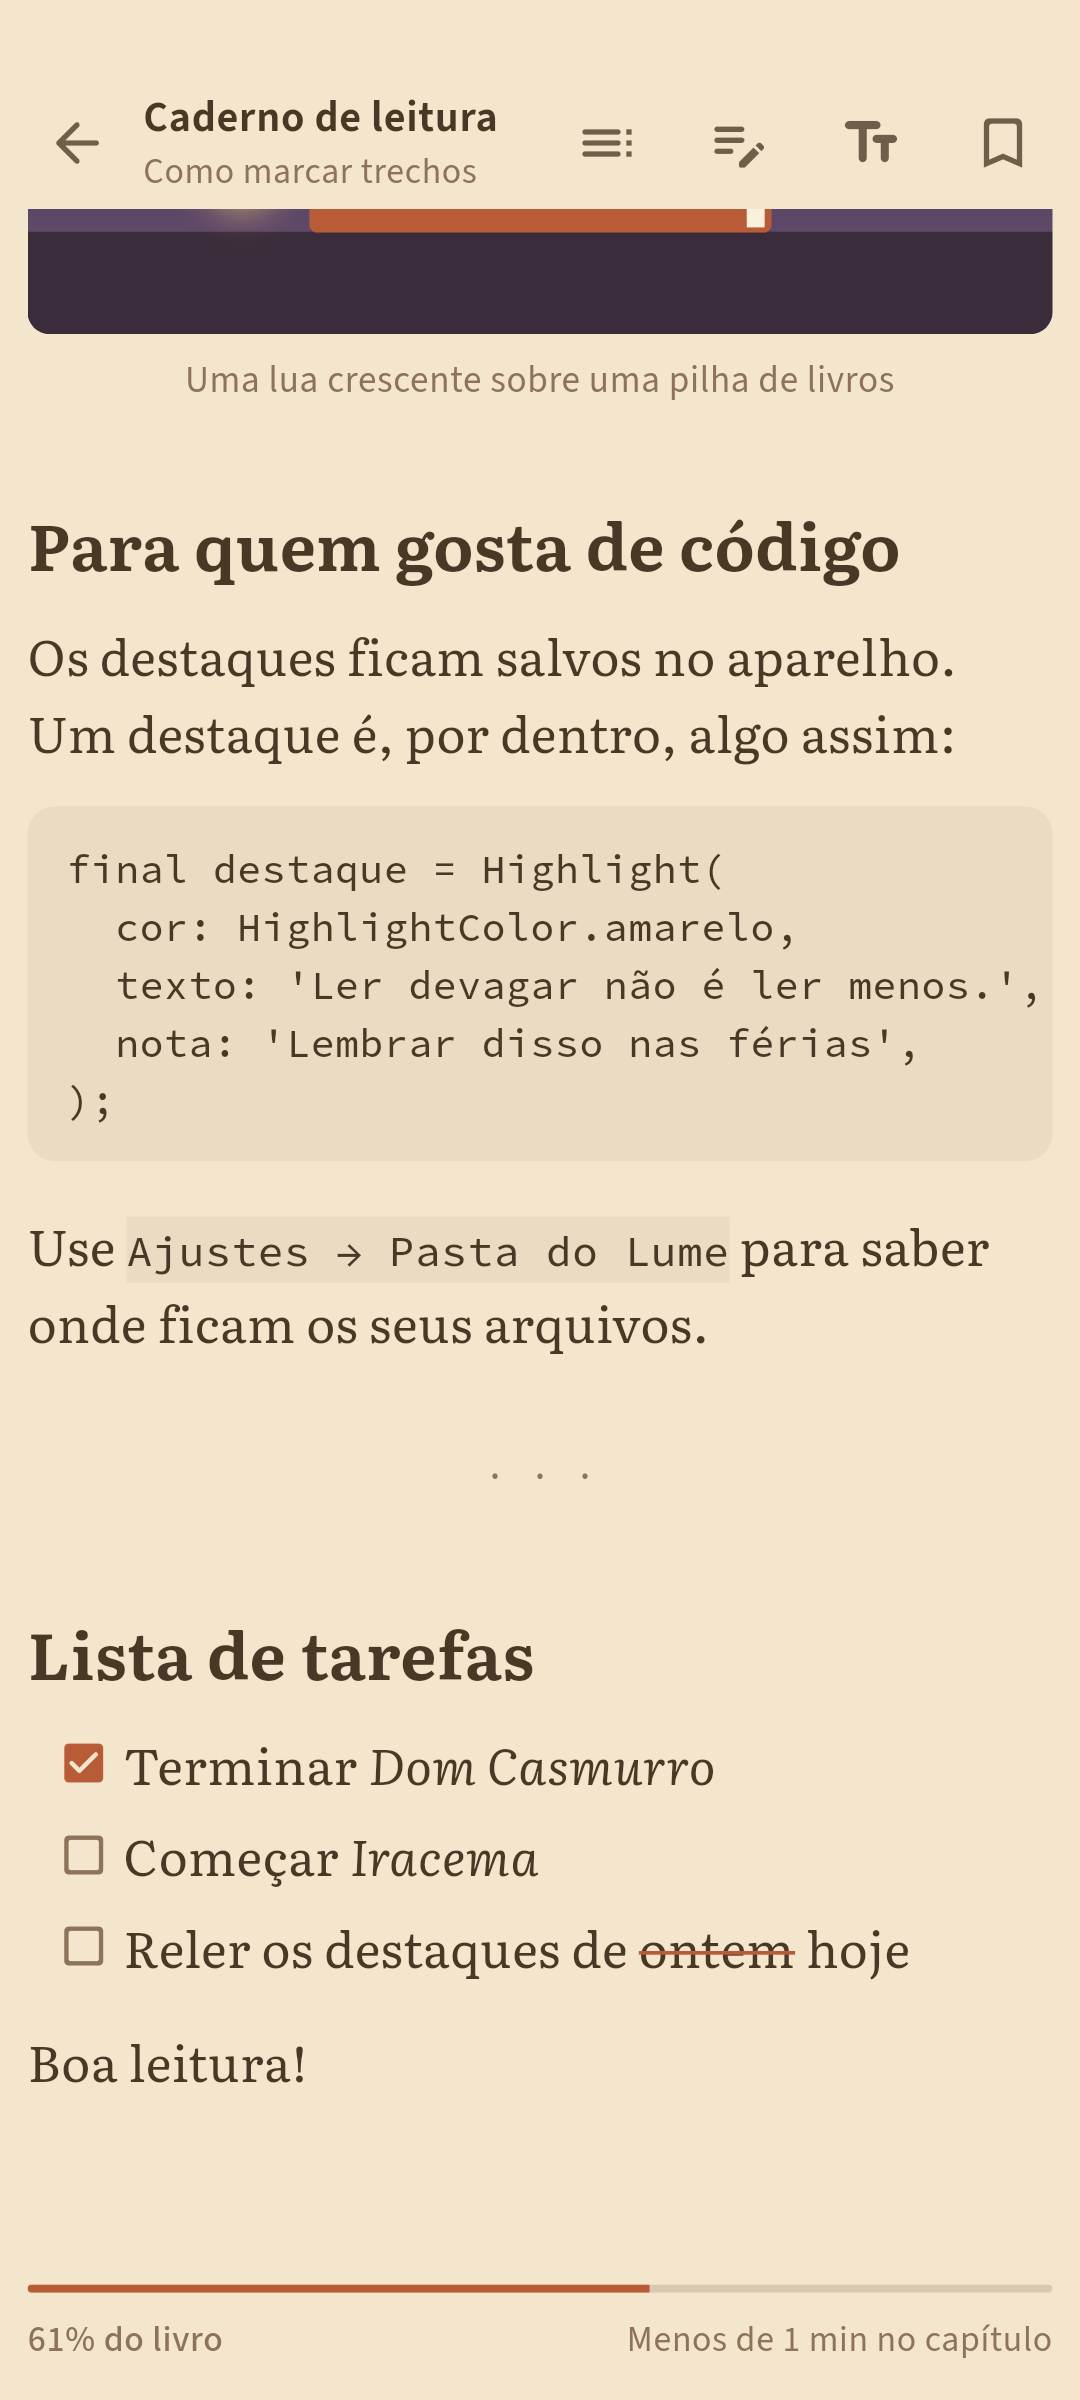 Caderno de leitura
Como marcar trechos
Uma lua crescente sobre uma pilha de livros
Para quem gosta de código
Os destaques ficam salvos no aparelho.
Um destaque é, por dentro, algo assim:
final destaque = Highlight(
  cor: HighlightColor.amarelo,
  texto: 'Ler devagar não é ler menos.',
  nota: 'Lembrar disso nas férias',
);
Use Ajustes → Pasta do Lume para saber
onde ficam os seus arquivos.
. . .
Lista de tarefas
Terminar Dom Casmurro
Começar Iracema
Reler os destaques de ontem hoje
Boa leitura!
61% do livro
Menos de 1 min no capítulo